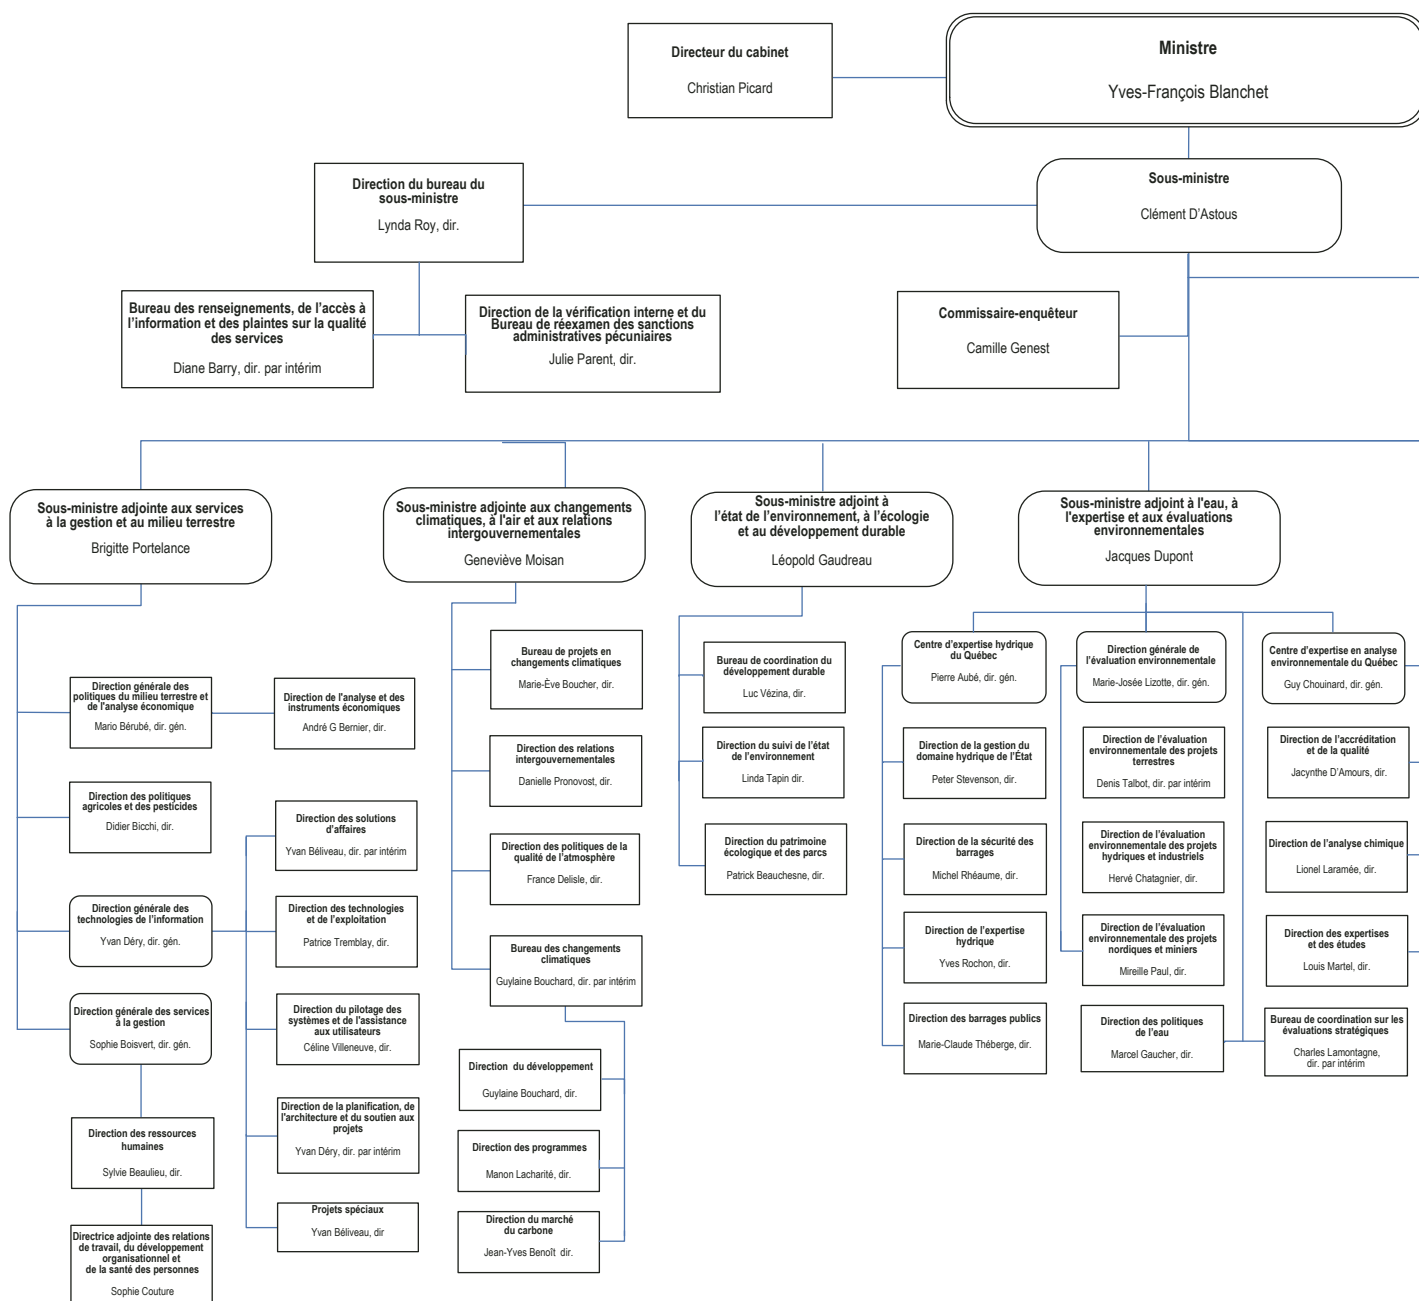 Directeur du cabinet
Christian Picard
Ministre
Yves-François Blanchet
Direction du bureau du
sous-ministre
Lynda Roy, dir.
Sous-ministre
Clément D’Astous
Bureau des renseignements, de l’accès à
l’information et des plaintes sur la qualité
des services
Diane Barry, dir. par intérim
Direction de la vérification interne et du
Bureau de réexamen des sanctions
administratives pécuniaires
Julie Parent, dir.
Commissaire-enquêteur
Camille Genest
Sous-ministre adjointe aux services
à la gestion et au milieu terrestre
Brigitte Portelance
Sous-ministre adjointe aux changements
climatiques, à l'air et aux relations
intergouvernementales
Geneviève Moisan
Sous-ministre adjoint à
l’état de l’environnement, à l’écologie
et au développement durable
Léopold Gaudreau
Sous-ministre adjoint à l'eau, à
l'expertise et aux évaluations
environnementales
Jacques Dupont
Direction générale des
politiques du milieu terrestre et
de l'analyse économique
Mario Bérubé, dir. gén.
Direction de l'analyse et des
instruments économiques
André G Bernier, dir.
Direction des politiques
agricoles et des pesticides
Didier Bicchi, dir.
Direction des solutions
d’affaires
Yvan Béliveau, dir. par intérim
Direction générale des
technologies de l’information
Yvan Déry, dir. gén.
Direction des technologies
et de l’exploitation
Patrice Tremblay, dir.
Direction générale des services
à la gestion
Sophie Boisvert, dir. gén.
Direction du pilotage des
systèmes et de l'assistance
aux utilisateurs
Céline Villeneuve, dir.
Direction des ressources
humaines
Sylvie Beaulieu, dir.
Direction de la planification, de
l'architecture et du soutien aux
projets
Yvan Déry, dir. par intérim
Directrice adjointe des relations
de travail, du développement
organisationnel et
de la santé des personnes
Sophie Couture
Projets spéciaux
Yvan Béliveau, dir
Bureau de projets en
changements climatiques
Marie-Ève Boucher, dir.
Direction des relations
intergouvernementales
Danielle Pronovost, dir.
Direction des politiques de la
qualité de l’atmosphère
France Delisle, dir.
Bureau des changements
climatiques
Guylaine Bouchard, dir. par intérim
Direction du développement
Guylaine Bouchard, dir.
Direction des programmes
Manon Lacharité, dir.
Direction du marché
du carbone
Jean-Yves Benoît dir.
Bureau de coordination du
développement durable
Luc Vézina, dir.
Direction du suivi de l’état
de l’environnement
Linda Tapin dir.
Direction du patrimoine
écologique et des parcs
Patrick Beauchesne, dir.
Centre d’expertise hydrique
du Québec
Pierre Aubé, dir. gén.
Direction de la gestion du
domaine hydrique de l’État
Peter Stevenson, dir.
Direction de la sécurité des
barrages
Michel Rhéaume, dir.
Direction de l’expertise
hydrique
Yves Rochon, dir.
Direction des barrages publics
Marie-Claude Théberge, dir.
Direction générale de
l’évaluation environnementale
Marie-Josée Lizotte, dir. gén.
Direction de l’évaluation
environnementale des projets
terrestres
Denis Talbot, dir. par intérim
Direction de l’évaluation
environnementale des projets
hydriques et industriels
Hervé Chatagnier, dir.
Direction de l’évaluation
environnementale des projets
nordiques et miniers
Mireille Paul, dir.
Direction des politiques
de l’eau
Marcel Gaucher, dir.
Centre d’expertise en analyse
environnementale du Québec
Guy Chouinard, dir. gén.
Direction de l’accréditation
et de la qualité
Jacynthe D’Amours, dir.
Direction de l’analyse chimique
Lionel Laramée, dir.
Direction des expertises
et des études
Louis Martel, dir.
Bureau de coordination sur les
évaluations stratégiques
Charles Lamontagne,
dir. par intérim